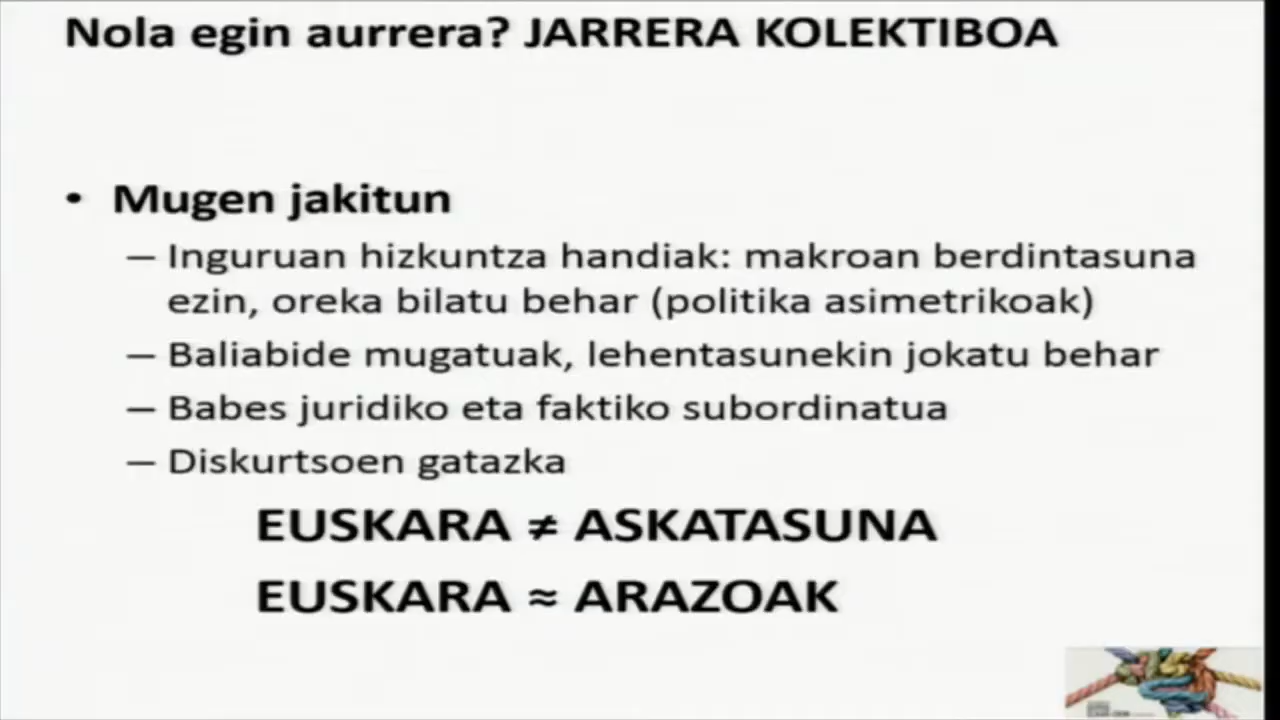 Nola egin aurrera? JARRERA KOLEKTIBOA
• Mugen jakitun
– Inguruan hizkuntza handiak: makroan berdintasuna
ezin, oreka bilatu behar (politika asimetrikoak)
– Baliabide mugatuak, lehentasunekin jokatu behar
– Babes juridiko eta faktiko subordinatua
– Diskurtsoen gatazka
EUSKARA ≠ ASKATASUNA
EUSKARA ≈ ARAZOAK